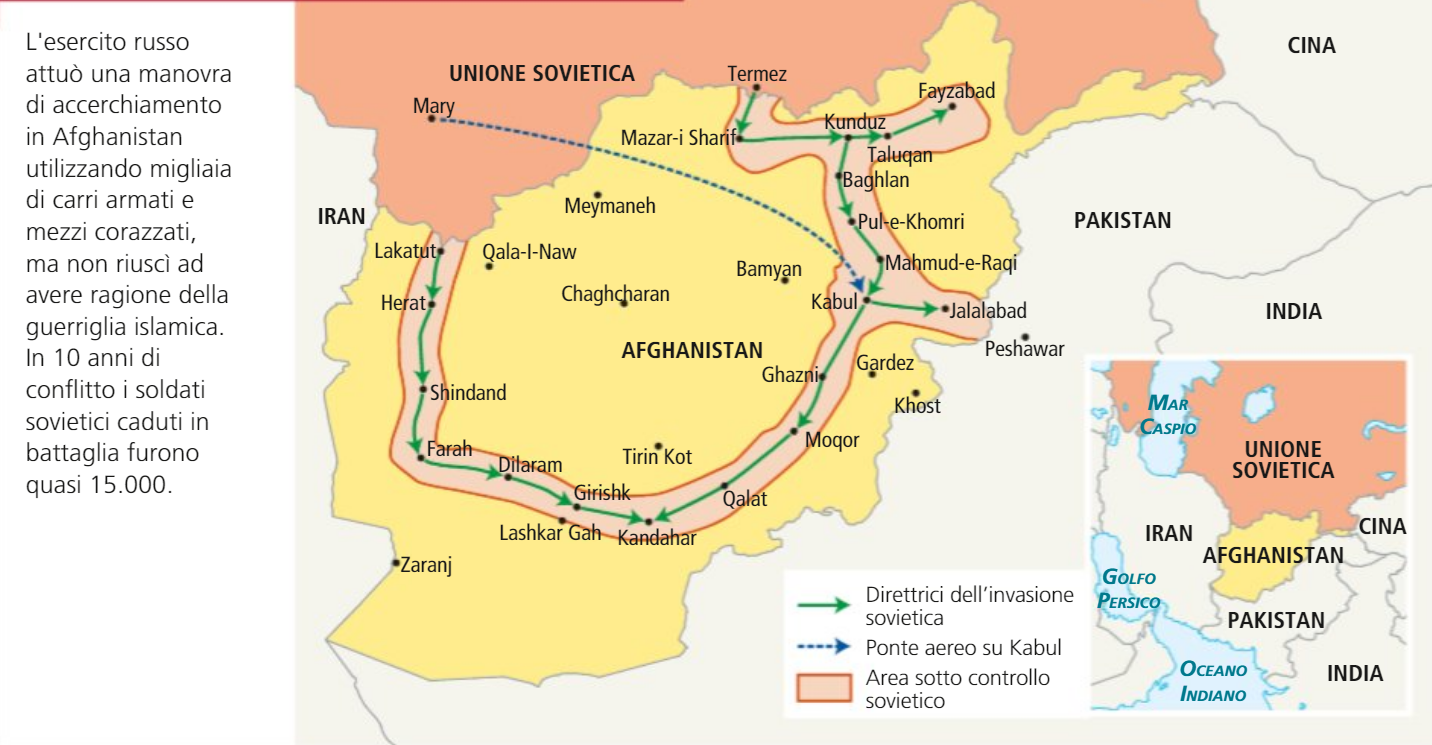 L'esercito russo
attuò una manovra
di accerchiamento
in Afghanistan
utilizzando migliaia
di carri armati e
mezzi corazzati,
ma non riuscì ad
avere ragione della
guerriglia islamica.
In 10 anni di
conflitto i soldati
sovietici caduti in
battaglia furono
quasi 15.000.
CINA
UNIONE SOVIETICA
Termez
Fayzabad
Mary
Kunduz
Mazar-i Sharif
Taluqan
Baghlan
Meymaneh
IRAN
Pul-e-Khomri
PAKISTAN
Lakatut
Qala-I-Naw
Mahmud-e-Raqi
Bamyan
Chaghcharan
Herat
Kabul
Jalalabad
INDIA
AFGHANISTAN
Peshawar
Gardez
Ghazni
Shindand
Khost
Moqor
Farah
Tirin Kot
Dilaram
Girishk
Qalat
Lashkar Gah
Kandahar
Zaranj
Direttrici dell'invasione
sovietica
Ponte aereo su Kabul
Area sotto controllo
sovietico
MAR
CASPIO
UNIONE
SOVIETICA
IRAN
CINA
AFGHANISTAN
GOLFO
PERSICO
PAKISTAN
OCEANO
INDIANO
INDIA